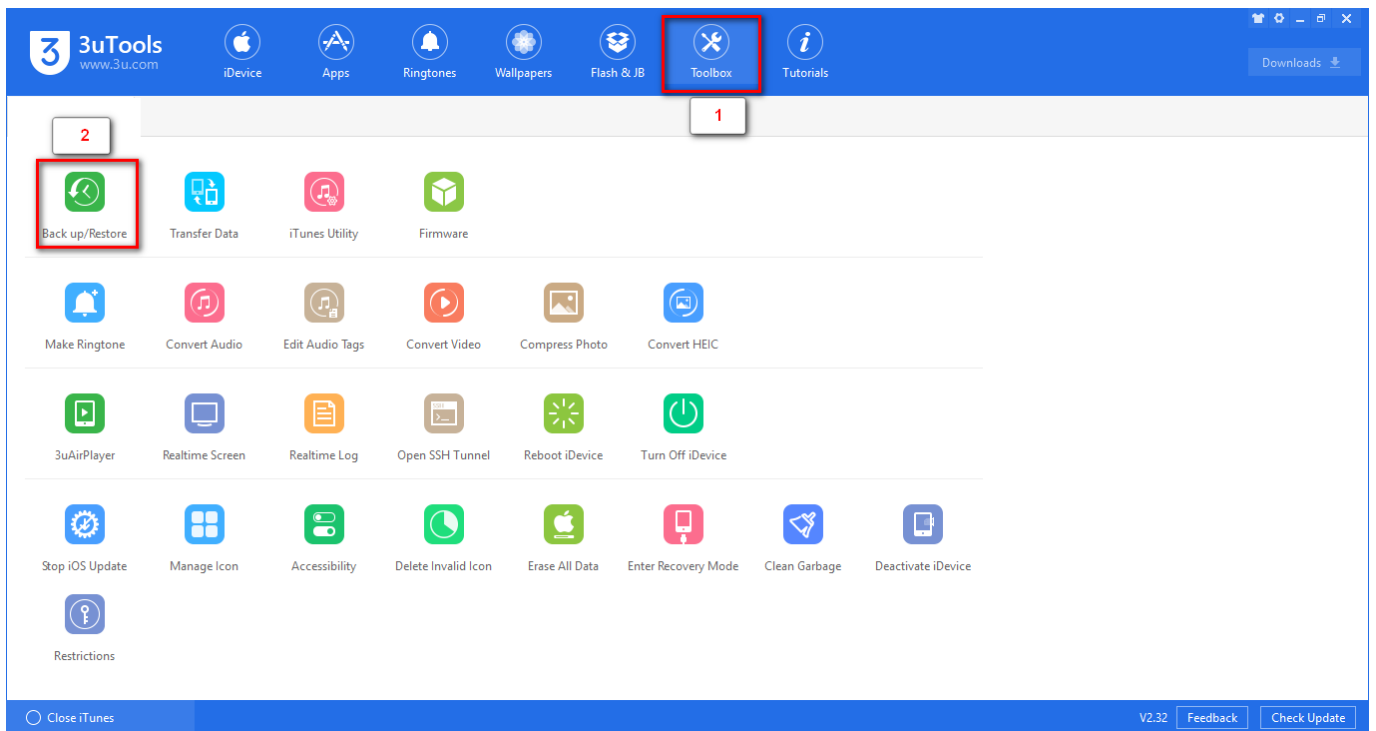 3uTools
www.3u.com
iDevice
Apps
Ringtones
Wallpapers
Flash & JB
Toolbox
Tutorials
Downloads
1
2
Back up/Restore
Transfer Data
iTunes Utility
Firmware
Make Ringtone
Convert Audio
Edit Audio Tags
Convert Video
Compress Photo
Convert HEIC
3uAirPlayer
Realtime Screen
Realtime Log
Open SSH Tunnel
Reboot iDevice
Turn Off iDevice
Stop iOS Update
Manage Icon
Accessibility
Delete Invalid Icon
Erase All Data
Enter Recovery Mode
Clean Garbage
Deactivate iDevice
Restrictions
Close iTunes
V2.32
Feedback
Check Update